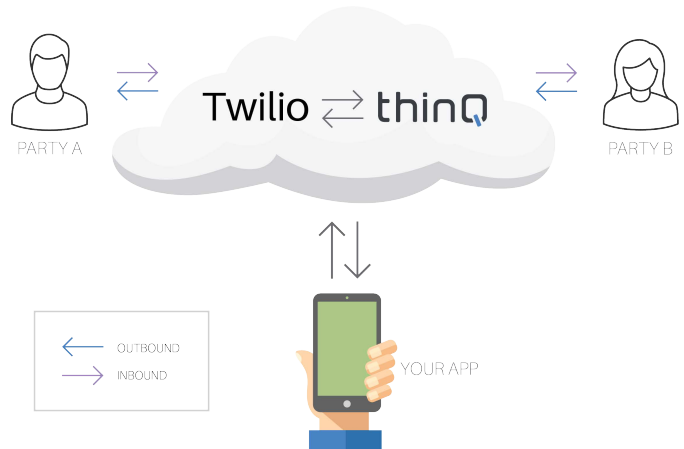 Twilio thinQ
PARTY A
PARTY B
OUTBOUND
INBOUND
YOUR APP